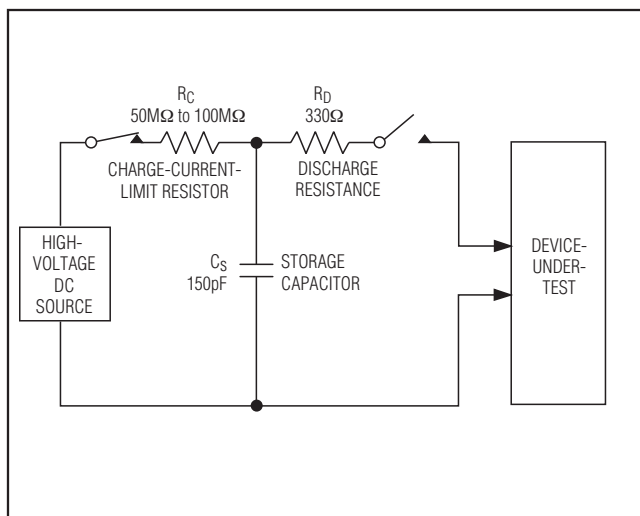 RC
50MΩ to 100MΩ
CHARGE-CURRENT-
LIMIT RESISTOR
RD
330Ω
DISCHARGE
RESISTANCE
HIGH-
VOLTAGE
DC
SOURCE
CS
150pF
STORAGE
CAPACITOR
DEVICE-
UNDER-
TEST